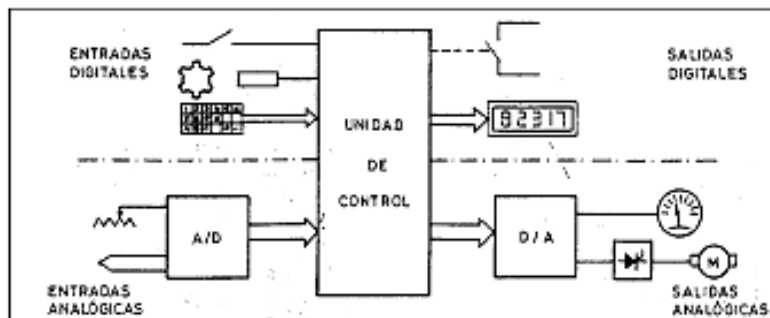 ENTRADAS
DIGITALES
SALIDAS
DIGITALES
82317
UNIDAD
DE
CONTROL
A/D
D/A
M
ENTRADAS
ANALÓGICAS
SALIDAS
ANALÓGICAS